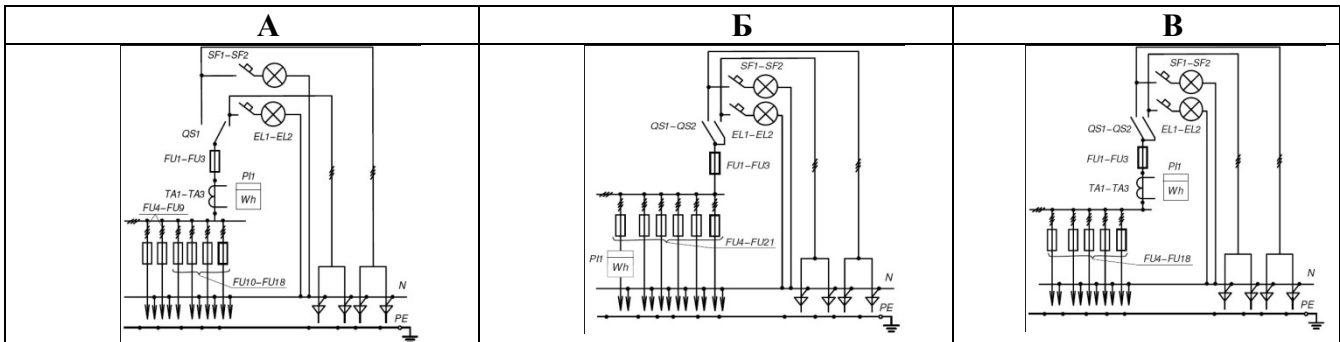 А
Б
В
SF1-SF2
QS1
EL1-EL2
FU1-FU3
TA1-TA3
PI1
Wh
FU4-FU9
FU10-FU18
N
PE
SF1-SF2
QS1-QS2
EL1-EL2
FU1-FU3
FU4-FU21
PI1
Wh
N
PE
SF1-SF2
QS1-QS2
EL1-EL2
FU1-FU3
TA1-TA3
PI1
Wh
FU4-FU18
N
PE